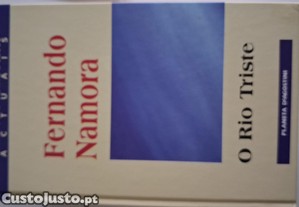 ACTUAIS
Fernando
Namora
O Rio Triste
PLANETA DeAGOSTINI
CustoJusto.pt